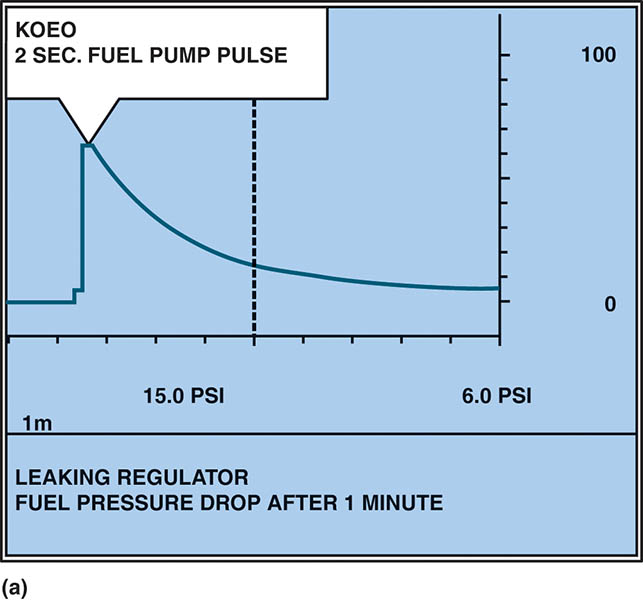 KOEO
2 SEC. FUEL PUMP PULSE
100
0
15.0 PSI
6.0 PSI
1m
LEAKING REGULATOR
FUEL PRESSURE DROP AFTER 1 MINUTE
(a)